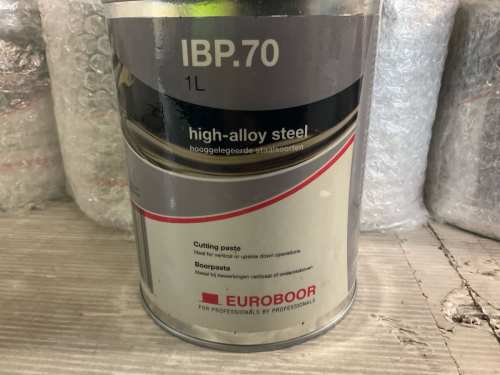 IBP.70
1L
high-alloy steel
hooggelegeerde staalsoorten
Cutting paste
Ideal for vertical or upside down operations
Boorpasta
Ideaal bij bewerkingen verticaal of ondersteboven
EUROBOOR
FOR PROFESSIONALS BY PROFESSIONALS